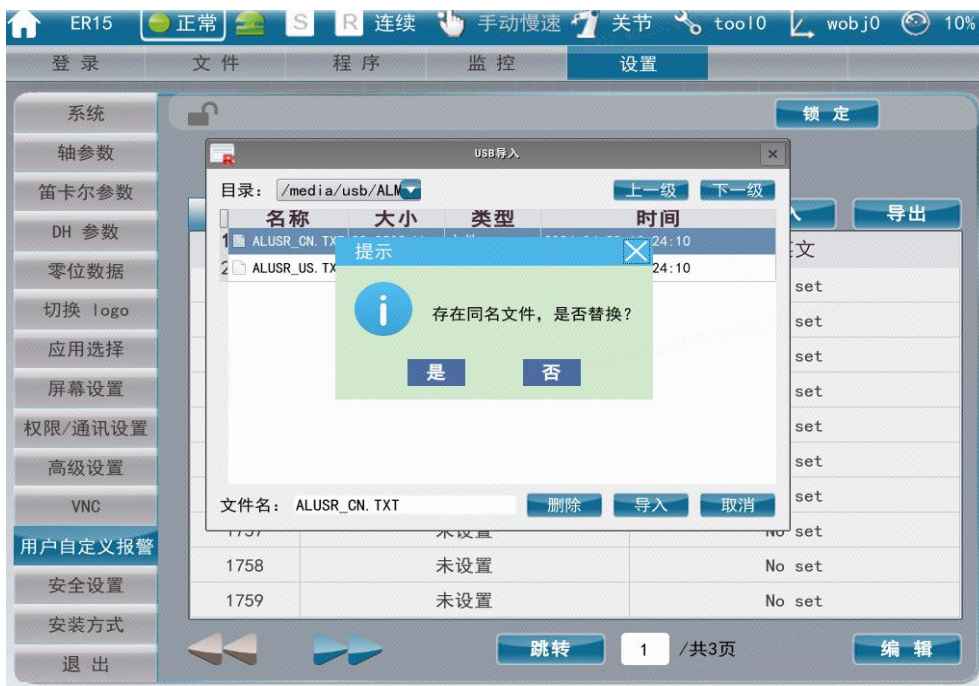 ER15 正常 S R 连续 手动慢速 关节 tool0 wobj0 10%
登 录 文 件 程 序 监 控 设置
系统
轴参数
笛卡尔参数
DH 参数
零位数据
切换 logo
应用选择
屏幕设置
权限/通讯设置
高级设置
VNC
用户自定义报警
安全设置
安装方式
退 出
锁 定
导出
set
set
set
set
set
set
set
No set
1758 未设置 No set
1759 未设置 No set
跳转 1 /共3页 编 辑
R USB导入
目录: /media/usb/ALM 上一级 下一级
名称 大小 类型 时间
1 ALUSR_CN.TXT 24:10
2 ALUSR_US.TX 24:10
提示
存在同名文件, 是否替换?
是 否
文件名: ALUSR_CN.TXT 删除 导入 取消